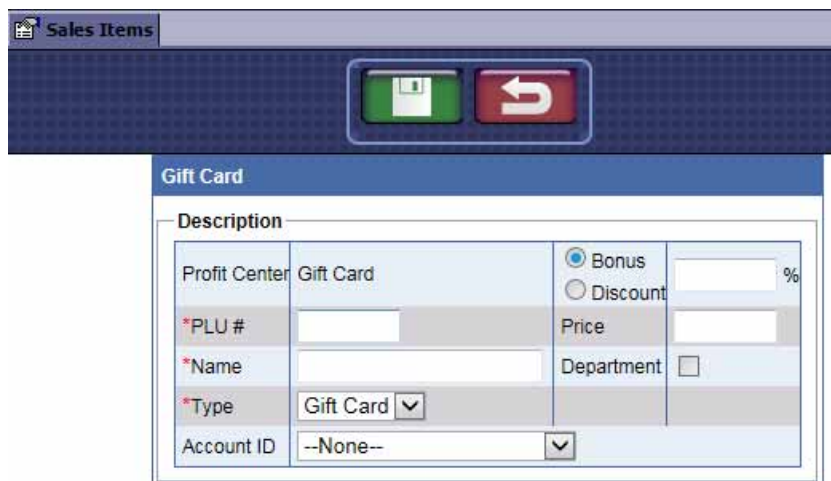 Sales Items
Gift Card
Description
Profit Center Gift Card Bonus %
Discount
*PLU # Price
*Name Department
*Type Gift Card
Account ID --None--